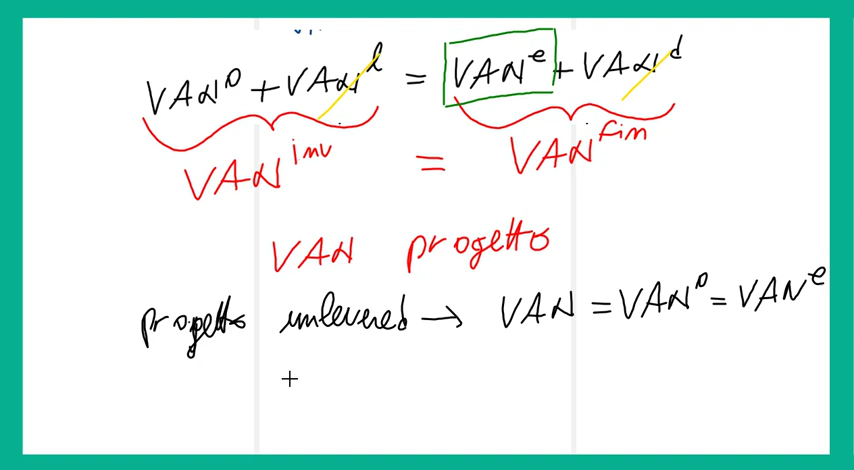 VAN^o + VAN^l = VAN^e + VAN^d
VAN^inv = VAN^fin
VAN progetto
progetto unlevered → VAN = VAN^o = VAN^e